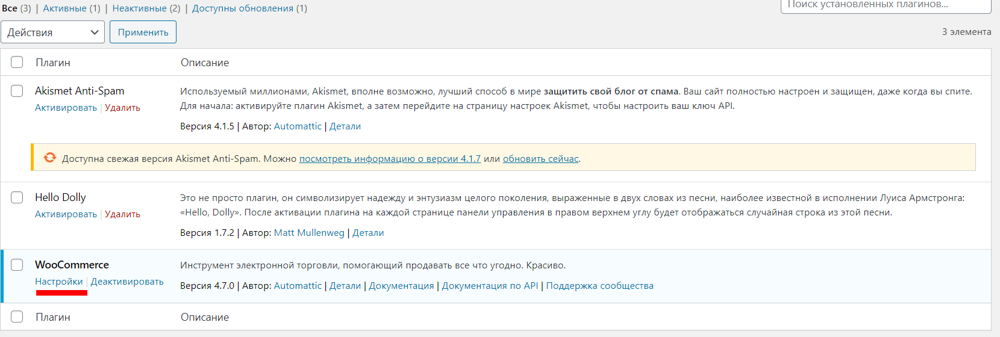 Все (3) | Активные (1) | Неактивные (2) | Доступны обновления (1)
Поиск установленных плагинов...
Действия
Применить
3 элемента
Плагин Описание
Akismet Anti-Spam
Активировать | Удалить
Используемый миллионами, Akismet, вполне возможно, лучший способ в мире защитить свой блог от спама. Ваш сайт полностью настроен и защищен, даже когда вы спите.
Для начала: активируйте плагин Akismet, а затем перейдите на страницу настроек Akismet, чтобы настроить ваш ключ API.
Версия 4.1.5 | Автор: Automattic | Детали
Доступна свежая версия Akismet Anti-Spam. Можно посмотреть информацию о версии 4.1.7 или обновить сейчас.
Hello Dolly
Активировать | Удалить
Это не просто плагин, он символизирует надежду и энтузиазм целого поколения, выраженные в двух словах из песни, наиболее известной в исполнении Луиса Армстронга:
«Hello, Dolly». После активации плагина на каждой странице панели управления в правом верхнем углу будет отображаться случайная строка из этой песни.
Версия 1.7.2 | Автор: Matt Mullenweg | Детали
WooCommerce
Настройки | Деактивировать
Инструмент электронной торговли, помогающий продавать все что угодно. Красиво.
Версия 4.7.0 | Автор: Automattic | Детали | Документация | Документация по API | Поддержка сообщества
Плагин Описание